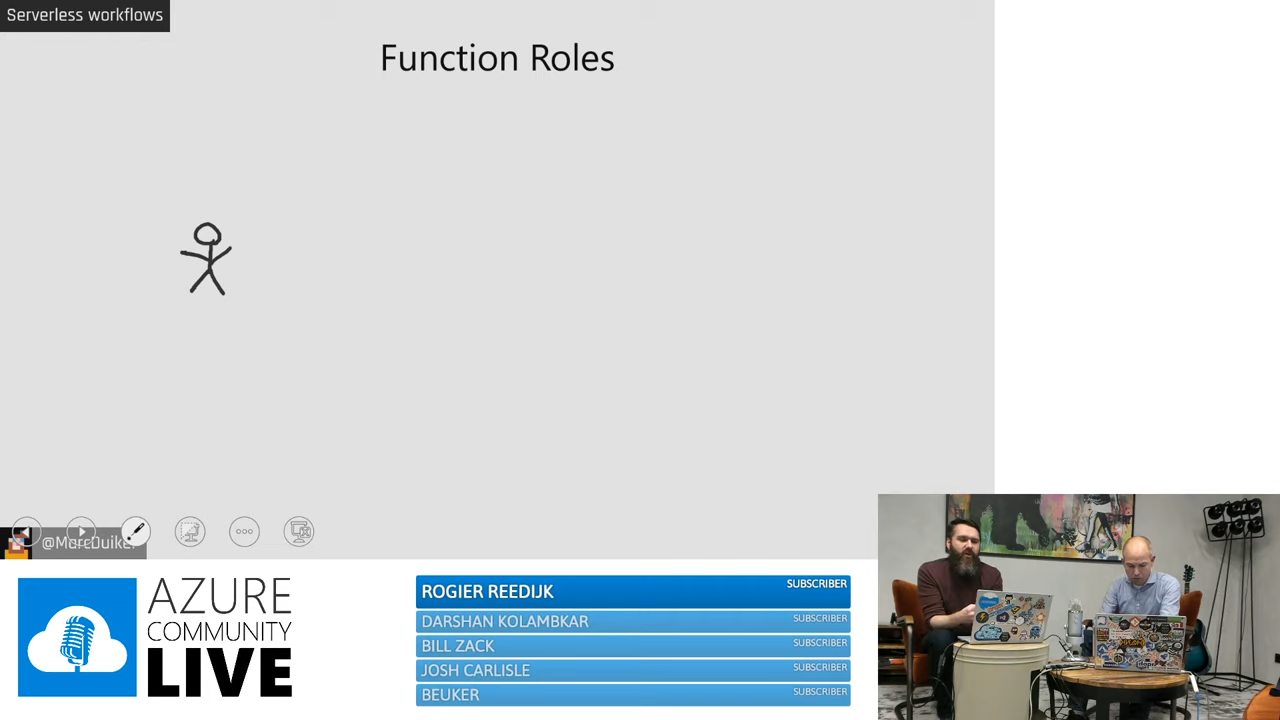 Serverless workflows
Function Roles
@MarcDuiker
AZURE
COMMUNITY
LIVE
ROGIER REEDIJK SUBSCRIBER
DARSHAN KOLAMBKAR SUBSCRIBER
BILL ZACK SUBSCRIBER
JOSH CARLISLE SUBSCRIBER
BEUKER SUBSCRIBER